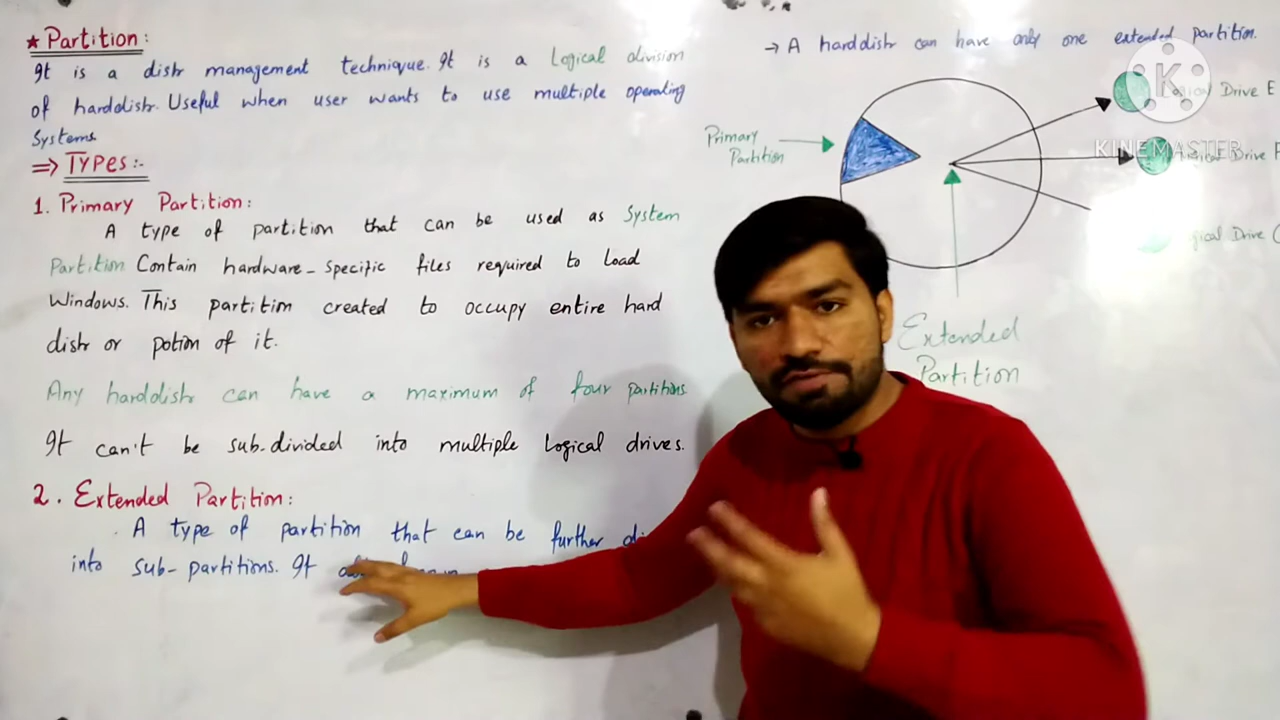 ★ Partition:
It is a disk management technique. It is a Logical division
of harddisk. Useful when user wants to use multiple operating
Systems.
⇒ Types:-
1. Primary Partition:
A type of partition that can be used as System
Partition Contain hardware-specific files required to Load
Windows. This partition created to occupy entire hard
disk or potion of it.
Any harddisk can have a maximum of four partitions
It can't be sub-divided into multiple Logical drives.
2. Extended Partition:
. A type of partition that can be further
into sub-partitions. It
→ A harddisk can have only one extended partition.
Primary
Partition
Drive E
KINEMASTER
Drive
Drive
Extended
Partition
K